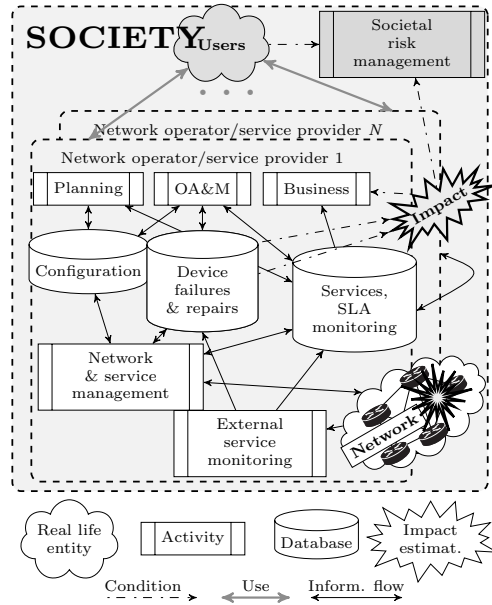 SOCIETY
Users
Societal
risk
management
Network operator/service provider N
Network operator/service provider 1
Planning
OA&M
Business
Impact
Configuration
Device
failures
& repairs
Services,
SLA
monitoring
Network
& service
management
External
service
monitoring
Network
Real life
entity
Activity
Database
Impact
estimat.
Condition
Use
Inform. flow